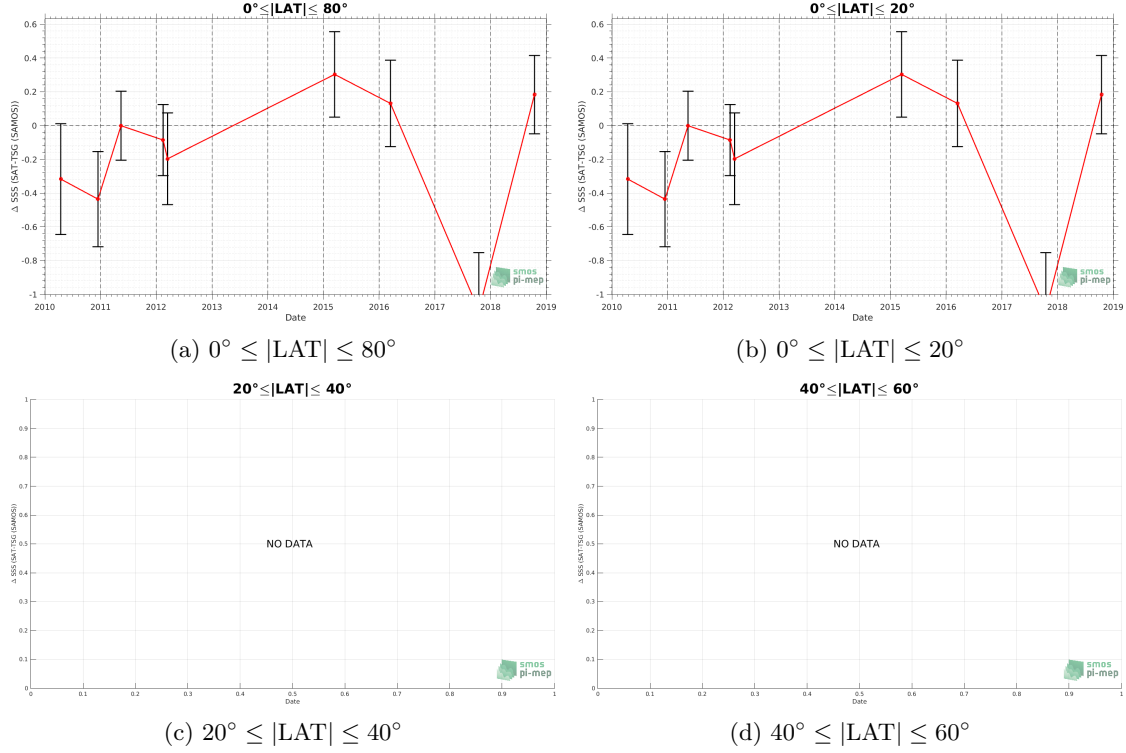 0°≤|LAT|≤ 80°
0.6
0.4
0.2
0
-0.2
-0.4
-0.6
-0.8
-1
Δ SSS (SAT-TSG (SAMOS))
2010 2011 2012 2013 2014 2015 2016 2017 2018 2019
Date
smos
pi-mep
(a) 0° ≤ |LAT| ≤ 80°
0°≤|LAT|≤ 20°
0.6
0.4
0.2
0
-0.2
-0.4
-0.6
-0.8
-1
Δ SSS (SAT-TSG (SAMOS))
2010 2011 2012 2013 2014 2015 2016 2017 2018 2019
Date
smos
pi-mep
(b) 0° ≤ |LAT| ≤ 20°
20°≤|LAT|≤ 40°
1
0.9
0.8
0.7
0.6
0.5
0.4
0.3
0.2
0.1
0
Δ SSS (SAT-TSG (SAMOS))
NO DATA
0 0.1 0.2 0.3 0.4 0.5 0.6 0.7 0.8 0.9 1
Date
smos
pi-mep
(c) 20° ≤ |LAT| ≤ 40°
40°≤|LAT|≤ 60°
1
0.9
0.8
0.7
0.6
0.5
0.4
0.3
0.2
0.1
0
Δ SSS (SAT-TSG (SAMOS))
NO DATA
0 0.1 0.2 0.3 0.4 0.5 0.6 0.7 0.8 0.9 1
Date
smos
pi-mep
(d) 40° ≤ |LAT| ≤ 60°